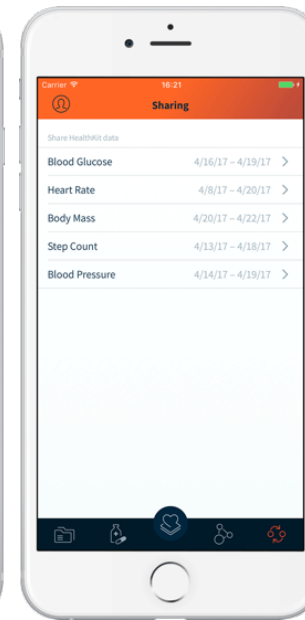 Carrier 16:21
Sharing
Share HealthKit data
Blood Glucose 4/16/17 – 4/19/17
Heart Rate 4/8/17 – 4/20/17
Body Mass 4/20/17 – 4/22/17
Step Count 4/13/17 – 4/18/17
Blood Pressure 4/14/17 – 4/19/17